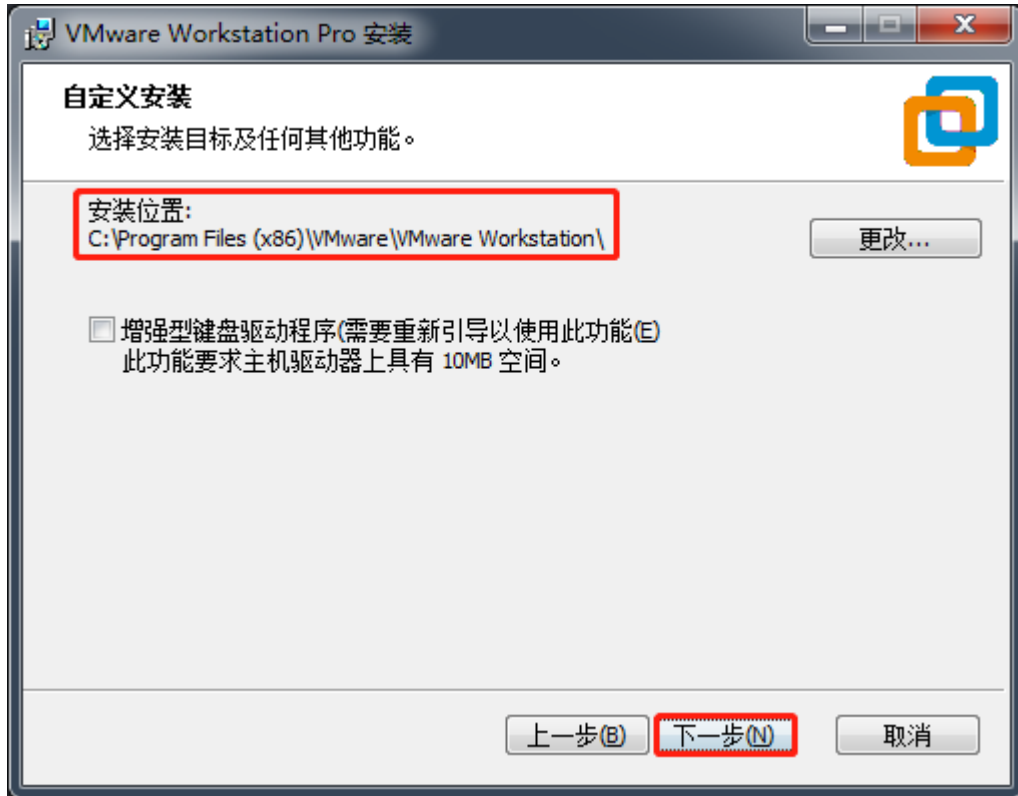 VMware Workstation Pro 安装
自定义安装
选择安装目标及任何其他功能。
安装位置:
C:\Program Files (x86)\VMware\VMware Workstation\
更改...
增强型键盘驱动程序(需要重新引导以使用此功能(E)
此功能要求主机驱动器上具有 10MB 空间。
上一步(B) 下一步(N) 取消